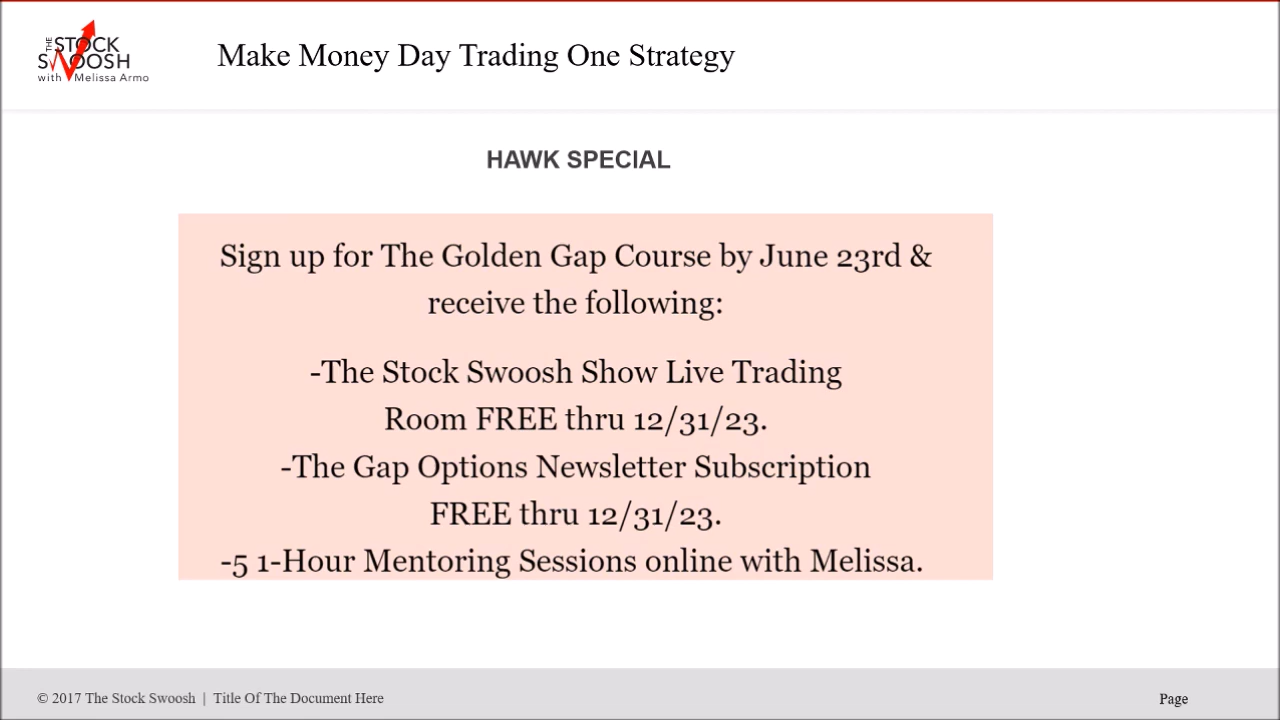 THE STOCK
SWOOSH
with Melissa Armo
Make Money Day Trading One Strategy
HAWK SPECIAL
Sign up for The Golden Gap Course by June 23rd &
receive the following:
-The Stock Swoosh Show Live Trading
Room FREE thru 12/31/23.
-The Gap Options Newsletter Subscription
FREE thru 12/31/23.
-5 1-Hour Mentoring Sessions online with Melissa.
© 2017 The Stock Swoosh | Title Of The Document Here
Page